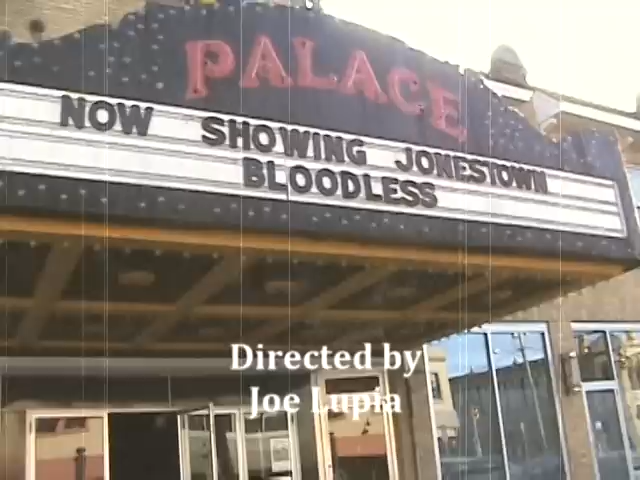 PALACE
NOW SHOWING JONESTOWN
BLOODLESS
Directed by
Joe Lupia